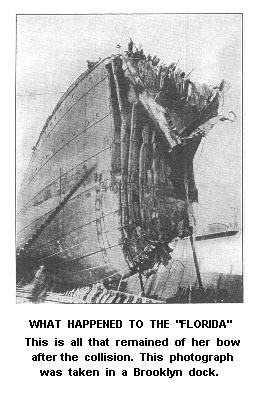 WHAT HAPPENED TO THE "FLORIDA"
This is all that remained of her bow
after the collision. This photograph
was taken in a Brooklyn dock.